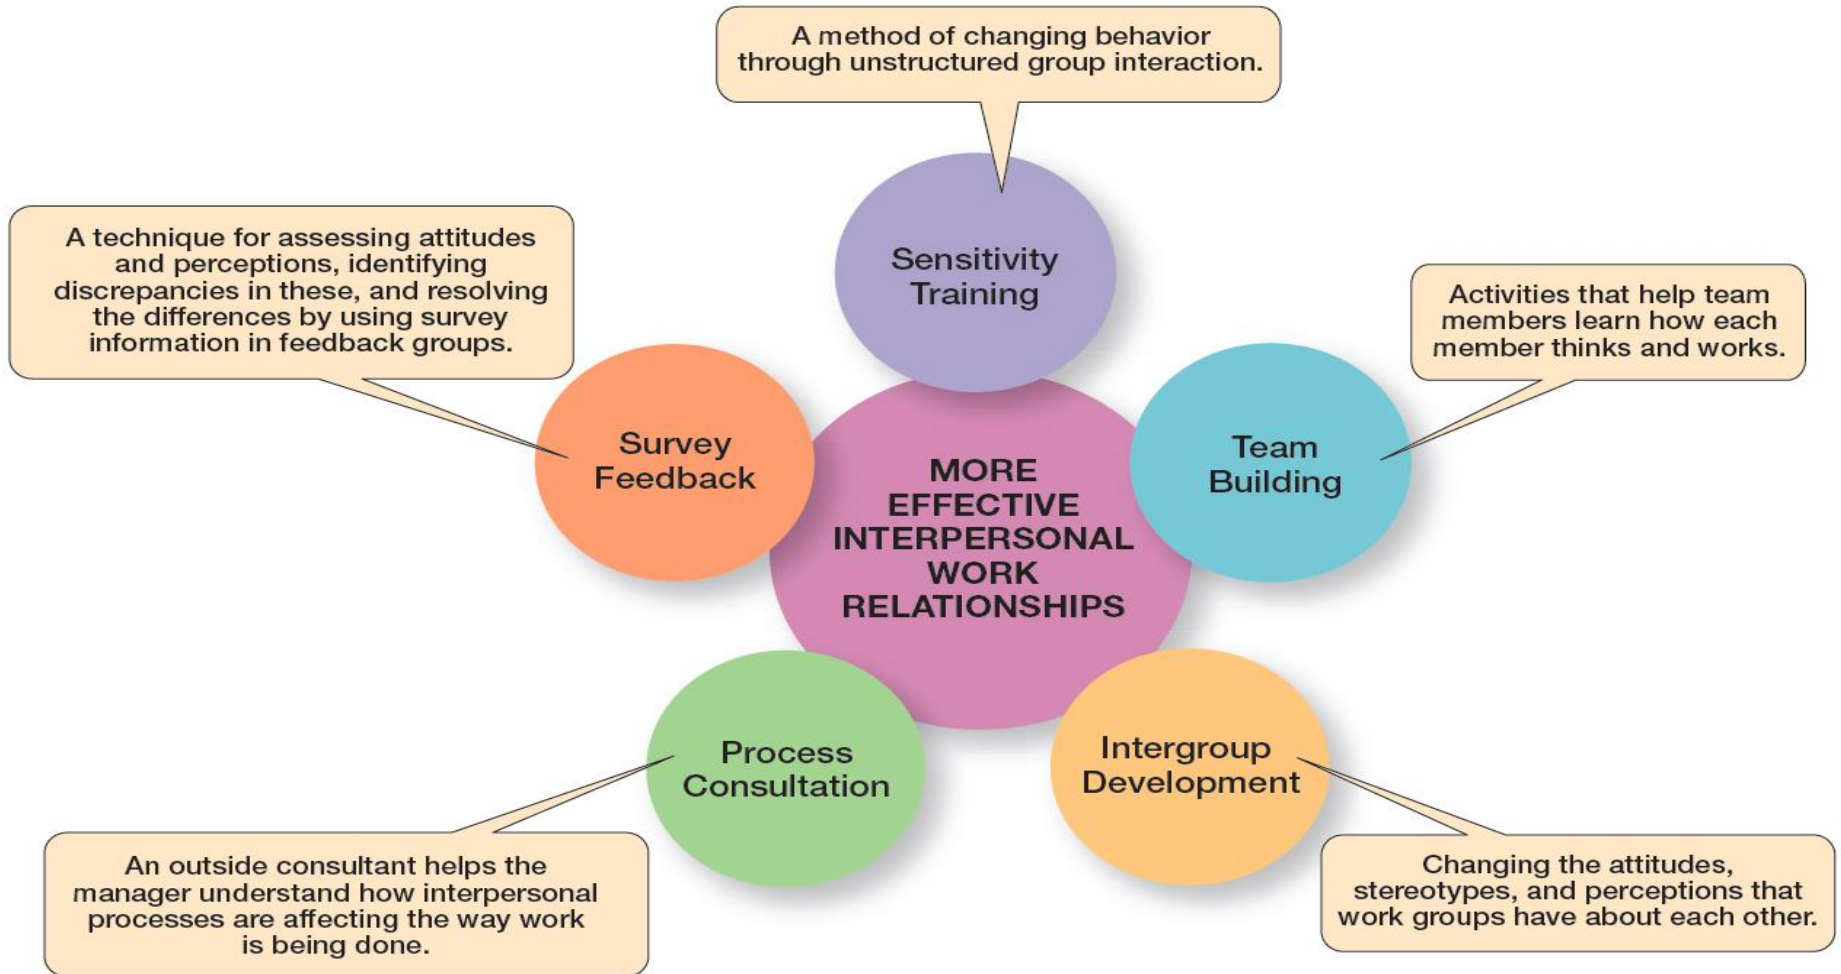 A method of changing behavior
through unstructured group interaction.
Sensitivity
Training
A technique for assessing attitudes
and perceptions, identifying
discrepancies in these, and resolving
the differences by using survey
information in feedback groups.
Survey
Feedback
Activities that help team
members learn how each
member thinks and works.
Team
Building
MORE
EFFECTIVE
INTERPERSONAL
WORK
RELATIONSHIPS
Process
Consultation
An outside consultant helps the
manager understand how interpersonal
processes are affecting the way work
is being done.
Intergroup
Development
Changing the attitudes,
stereotypes, and perceptions that
work groups have about each other.